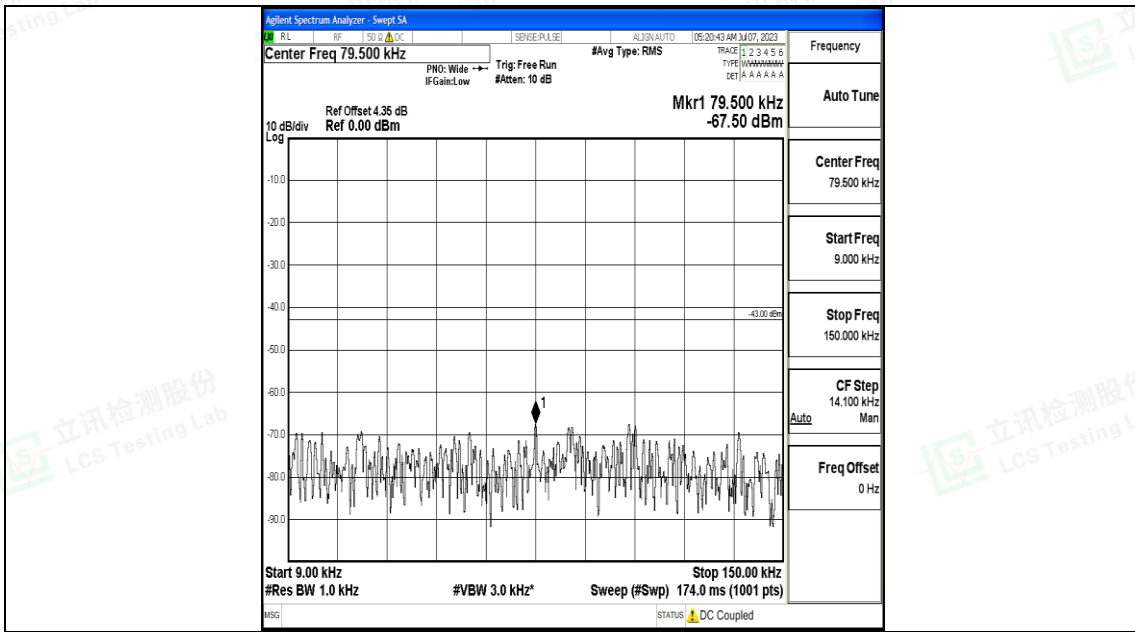 Agilent Spectrum Analyzer - Swept SA
RL RF 50 Ω DC SENSE:PULSE ALIGN AUTO 05:20:43 AM Jul 07, 2023
Center Freq 79.500 kHz
#Avg Type: RMS
TRACE 1 2 3 4 5 6
TYPE
DET A A A A A A
PNO: Wide
IFGain:Low
Trig: Free Run
#Atten: 10 dB
Mkr1 79.500 kHz
-67.50 dBm
Ref Offset 4.35 dB
10 dB/div Ref 0.00 dBm
Log
-10.0
-20.0
-30.0
-40.0
-43.00 dBm
-50.0
-60.0
1
-70.0
-80.0
-90.0
Start 9.00 kHz Stop 150.00 kHz
#Res BW 1.0 kHz #VBW 3.0 kHz* Sweep (#Swp) 174.0 ms (1001 pts)
MSG STATUS DC Coupled
Frequency
Auto Tune
Center Freq
79.500 kHz
Start Freq
9.000 kHz
Stop Freq
150.000 kHz
CF Step
14.100 kHz
Auto Man
Freq Offset
0 Hz
立讯检测股份
LCS Testing Lab
立讯检测股份
LCS Testing L